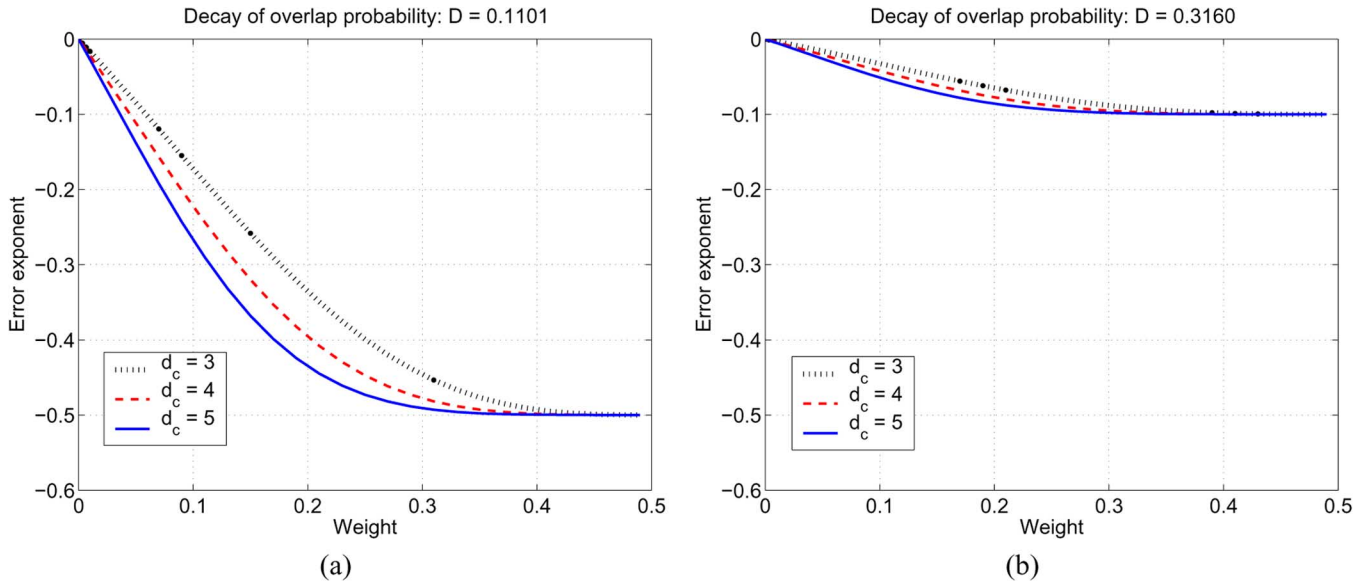 Decay of overlap probability: D = 0.1101
0
−0.1
−0.2
−0.3
−0.4
−0.5
−0.6
Error exponent
d_c = 3
d_c = 4
d_c = 5
0 0.1 0.2 0.3 0.4 0.5
Weight
(a)
Decay of overlap probability: D = 0.3160
0
−0.1
−0.2
−0.3
−0.4
−0.5
−0.6
Error exponent
d_c = 3
d_c = 4
d_c = 5
0 0.1 0.2 0.3 0.4 0.5
Weight
(b)